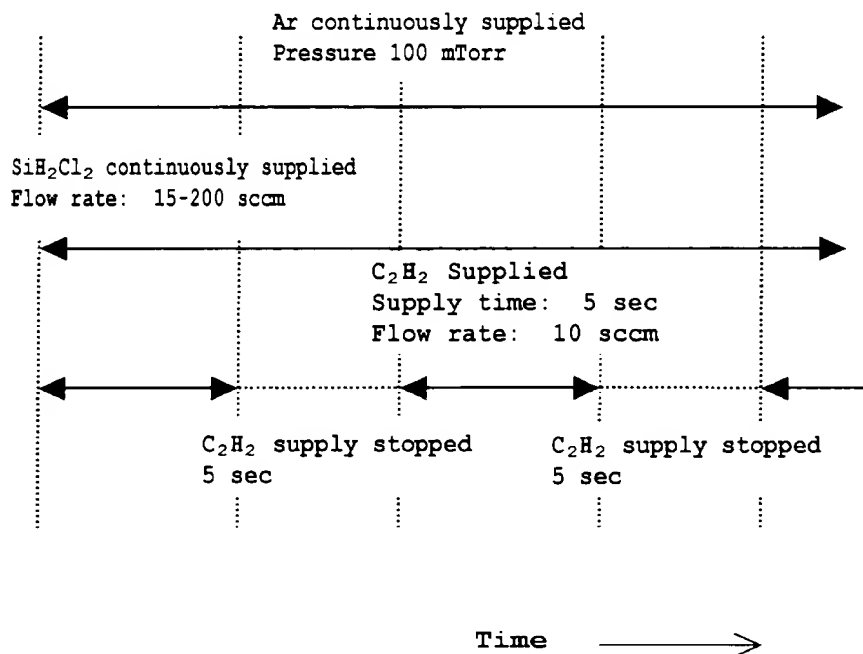 Ar continuously supplied
Pressure 100 mTorr
SiH₂Cl₂ continuously supplied
Flow rate: 15-200 sccm
C₂H₂ Supplied
Supply time: 5 sec
Flow rate: 10 sccm
C₂H₂ supply stopped
5 sec
C₂H₂ supply stopped
5 sec
Time